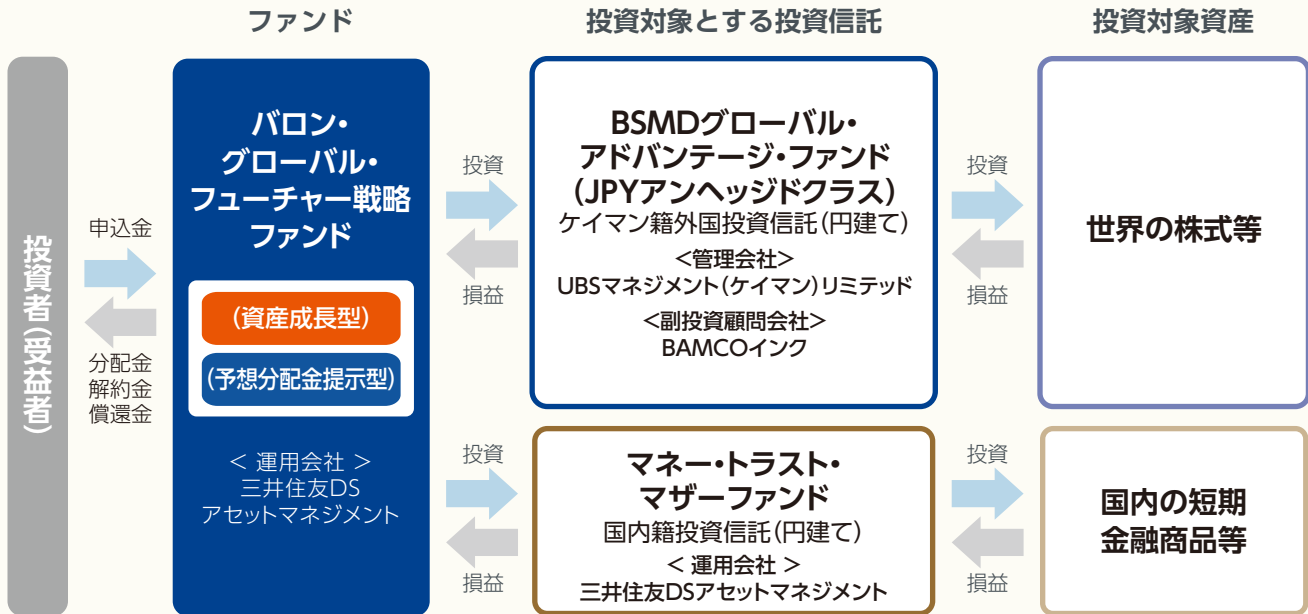 ファンド
投資対象とする投資信託
投資対象資産
投資者(受益者)
申込金
分配金
解約金
償還金
バロン・
グローバル・
フューチャー戦略
ファンド
(資産成長型)
(予想分配金提示型)
< 運用会社 >
三井住友DS
アセットマネジメント
投資
損益
BSMDグローバル・
アドバンテージ・ファンド
(JPYアンヘッジドクラス)
ケイマン籍外国投資信託(円建て)
<管理会社>
UBSマネジメント(ケイマン)リミテッド
<副投資顧問会社>
BAMCOインク
投資
損益
世界の株式等
投資
損益
マネー・トラスト・
マザーファンド
国内籍投資信託(円建て)
< 運用会社 >
三井住友DSアセットマネジメント
投資
損益
国内の短期
金融商品等